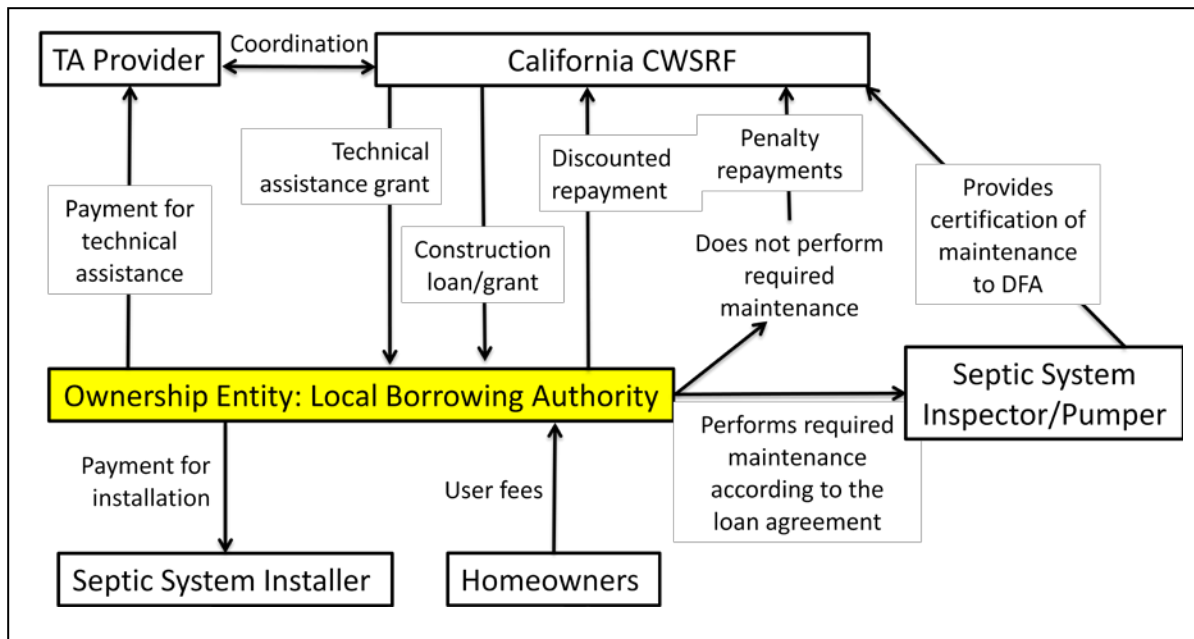 TA Provider
Coordination
California CWSRF
Technical
assistance grant
Discounted
repayment
Penalty
repayments
Payment for
technical
assistance
Construction
loan/grant
Does not perform
required
maintenance
Provides
certification of
maintenance
to DFA
Ownership Entity: Local Borrowing Authority
Septic System
Inspector/Pumper
Payment for
installation
User fees
Performs required
maintenance
according to the
loan agreement
Septic System Installer
Homeowners